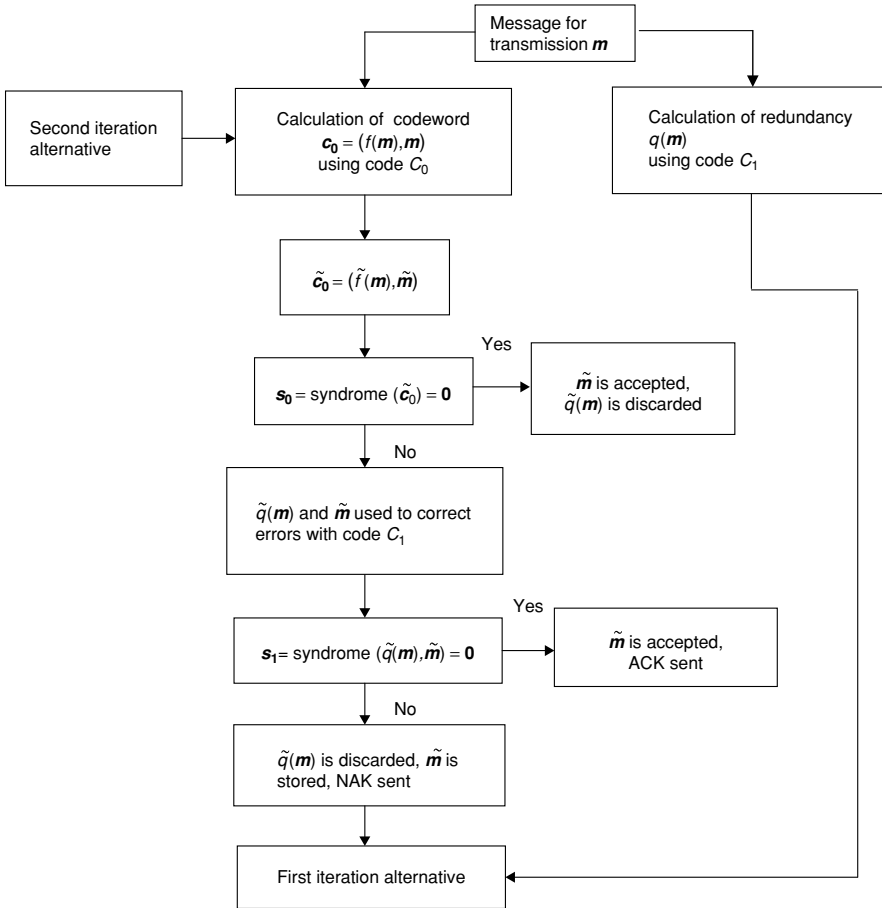 Message for
transmission m
Second iteration
alternative
Calculation of codeword
c₀ = (f(m),m)
using code C₀
Calculation of redundancy
q(m)
using code C₁
c̃₀ = (f̃(m),m̃)
Yes
s₀ = syndrome (c̃₀) = 0
m̃ is accepted,
q̃(m) is discarded
No
q̃(m) and m̃ used to correct
errors with code C₁
Yes
s₁= syndrome (q̃(m),m̃) = 0
m̃ is accepted,
ACK sent
No
q̃(m) is discarded, m̃ is
stored, NAK sent
First iteration alternative